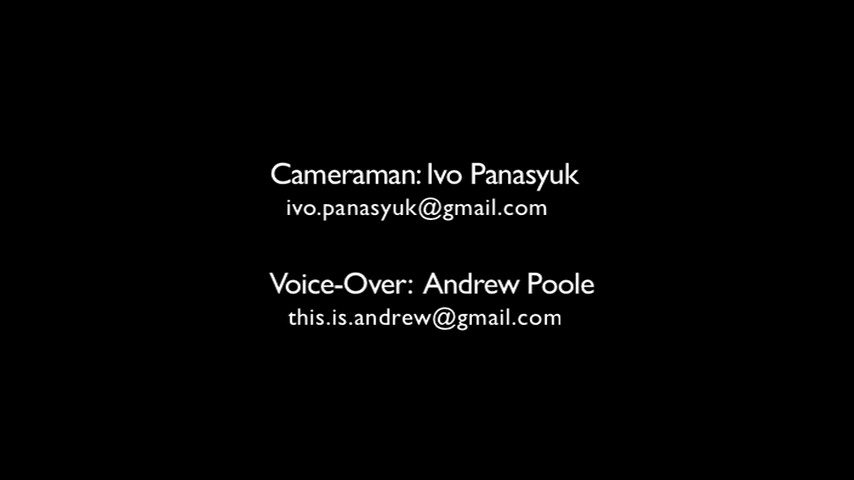 Cameraman: Ivo Panasyuk
ivo.panasyuk@gmail.com
Voice-Over: Andrew Poole
this.is.andrew@gmail.com